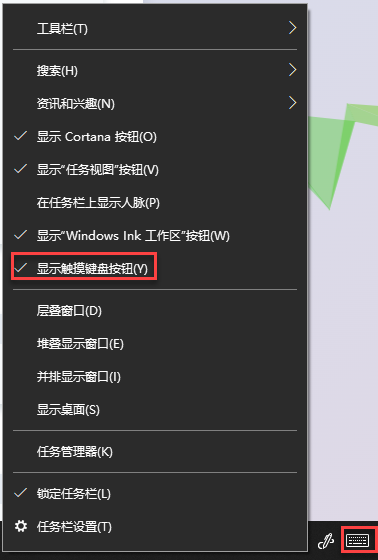 工具栏(T)
搜索(H)
资讯和兴趣(N)
显示 Cortana 按钮(O)
显示“任务视图”按钮(V)
在任务栏上显示人脉(P)
显示“Windows Ink 工作区”按钮(W)
显示触摸键盘按钮(Y)
层叠窗口(D)
堆叠显示窗口(E)
并排显示窗口(I)
显示桌面(S)
任务管理器(K)
锁定任务栏(L)
任务栏设置(T)